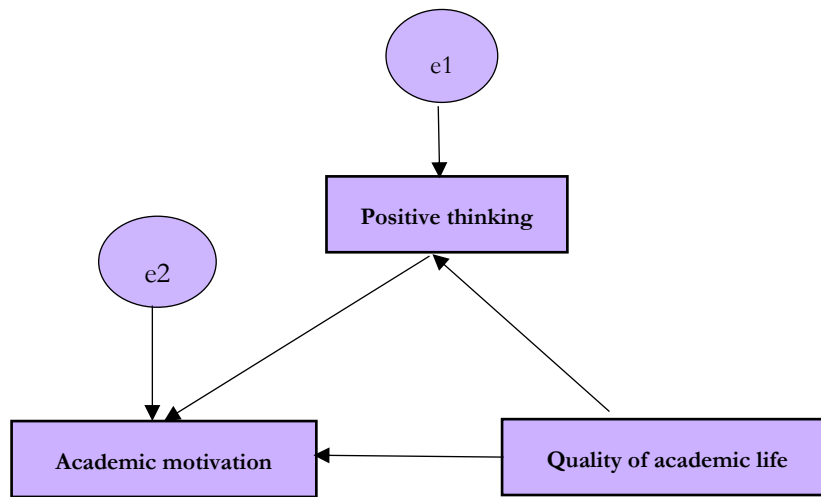 e1
Positive thinking
e2
Academic motivation
Quality of academic life